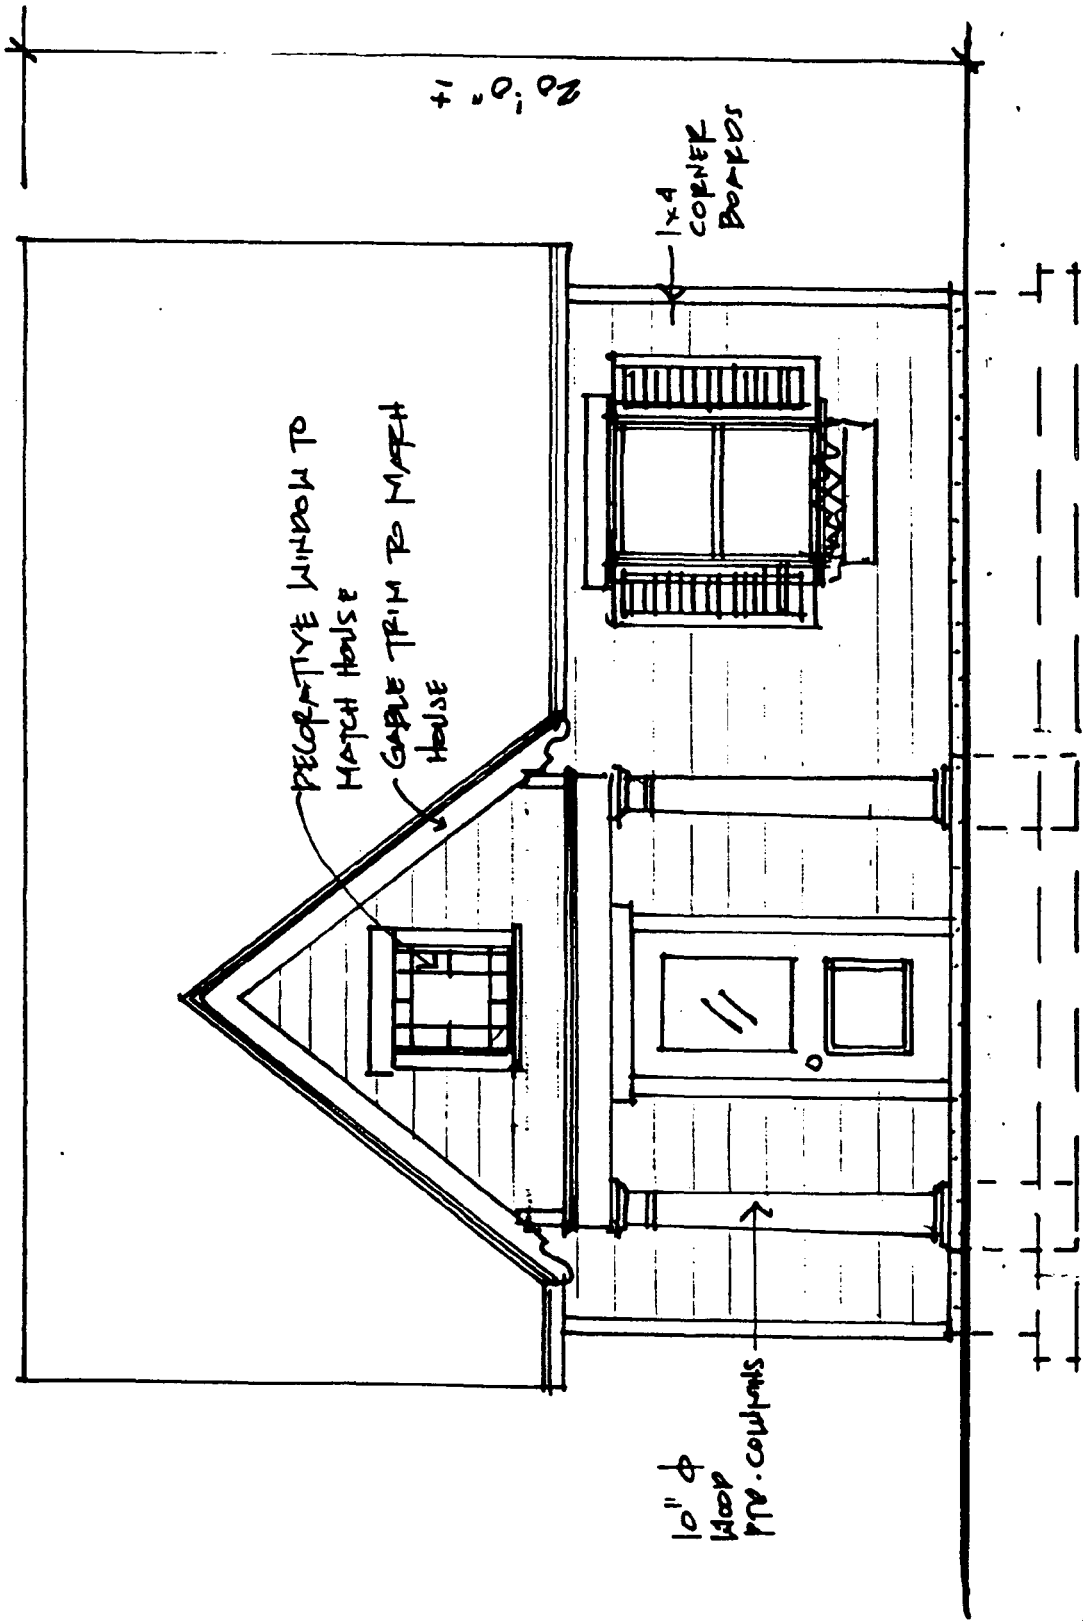 DECORATIVE WINDOW TO
MATCH HOUSE
GABLE TRIM TO MATCH
HOUSE
20'-0" ±
1x4
CORNER
BOARDS
10" ⌀
WOOD
PTD. COLUMNS